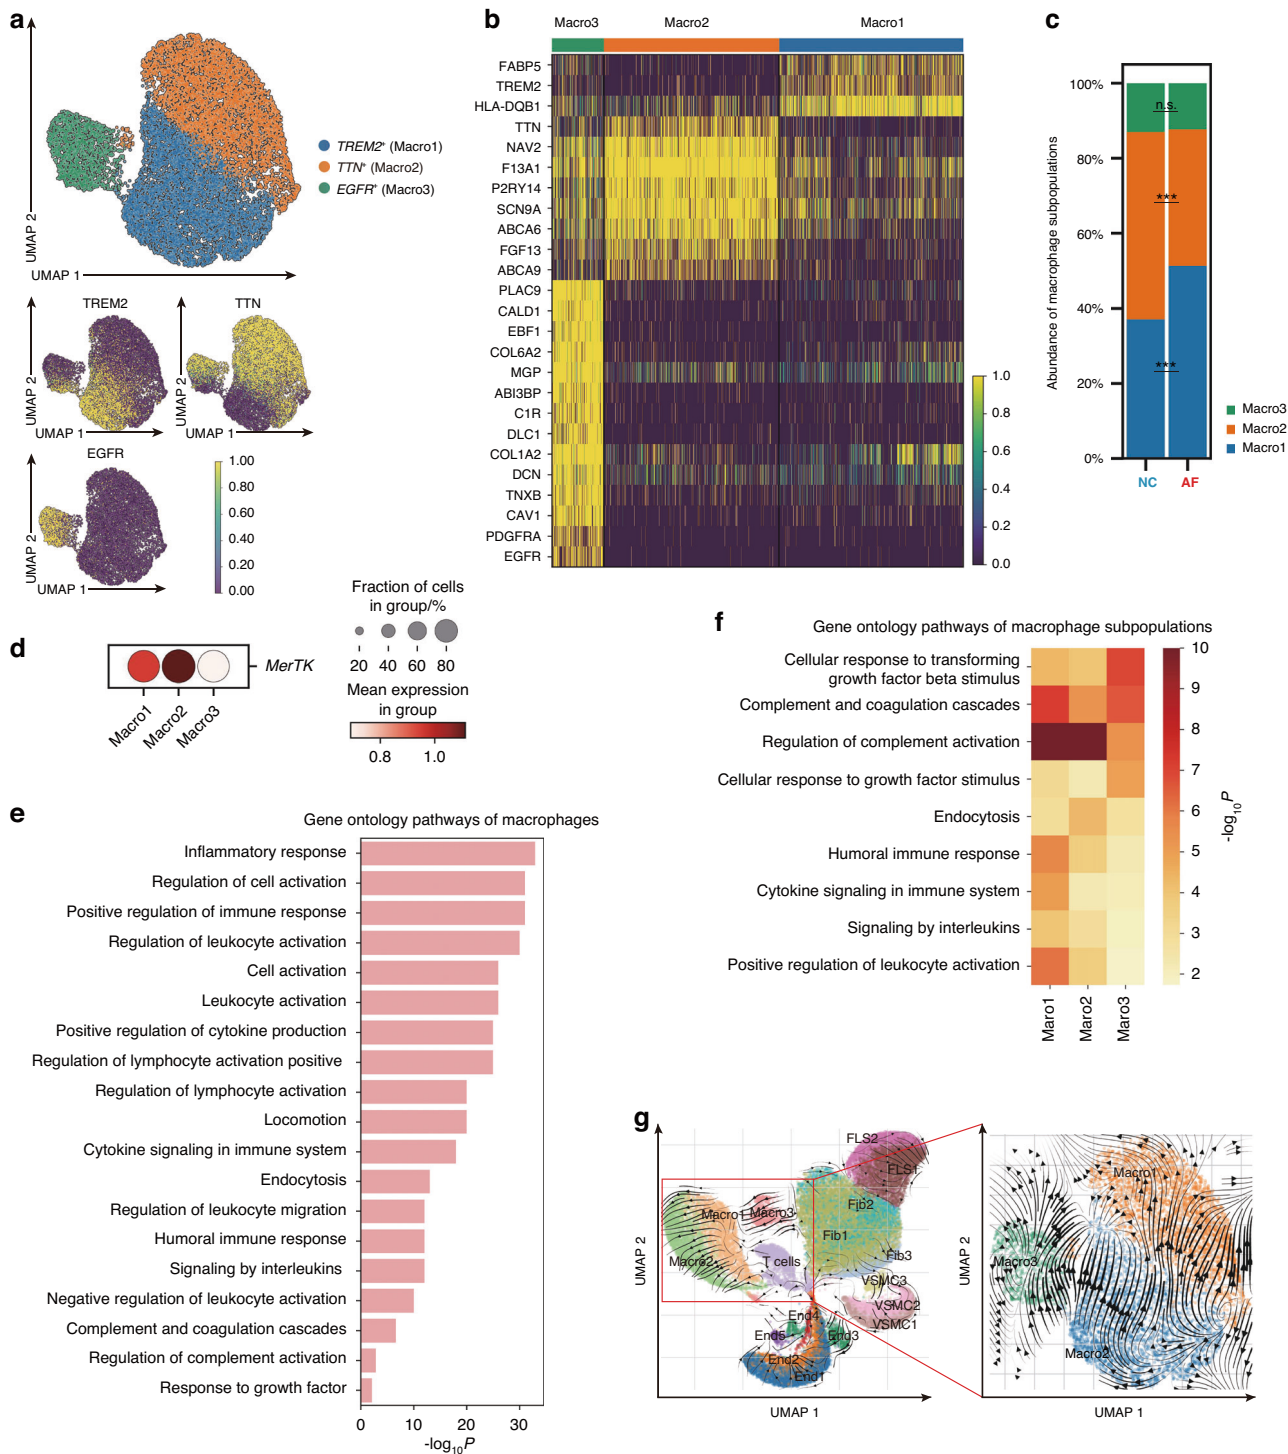 a
UMAP 2
UMAP 1
TREM2+ (Macro1)
TTN+ (Macro2)
EGFR+ (Macro3)
TREM2
UMAP 2
UMAP 1
TTN
UMAP 2
UMAP 1
EGFR
UMAP 2
UMAP 1
1.00
0.80
0.60
0.40
0.20
0.00
b
Macro3
Macro2
Macro1
FABP5
TREM2
HLA-DQB1
TTN
NAV2
F13A1
P2RY14
SCN9A
ABCA6
FGF13
ABCA9
PLAC9
CALD1
EBF1
COL6A2
MGP
ABI3BP
C1R
DLC1
COL1A2
DCN
TNXB
CAV1
PDGFRA
EGFR
1.0
0.8
0.6
0.4
0.2
0.0
c
Abundance of macrophage subpopulations
100%
80%
60%
40%
20%
0%
n.s.
***
***
NC
AF
Macro3
Macro2
Macro1
d
MerTK
Macro1
Macro2
Macro3
Fraction of cells
in group/%
20
40
60
80
Mean expression
in group
0.8
1.0
e
Gene ontology pathways of macrophages
Inflammatory response
Regulation of cell activation
Positive regulation of immune response
Regulation of leukocyte activation
Cell activation
Leukocyte activation
Positive regulation of cytokine production
Regulation of lymphocyte activation positive
Regulation of lymphocyte activation
Locomotion
Cytokine signaling in immune system
Endocytosis
Regulation of leukocyte migration
Humoral immune response
Signaling by interleukins
Negative regulation of leukocyte activation
Complement and coagulation cascades
Regulation of complement activation
Response to growth factor
0
10
20
30
-log10P
f
Gene ontology pathways of macrophage subpopulations
Cellular response to transforming
growth factor beta stimulus
Complement and coagulation cascades
Regulation of complement activation
Cellular response to growth factor stimulus
Endocytosis
Humoral immune response
Cytokine signaling in immune system
Signaling by interleukins
Positive regulation of leukocyte activation
Maro1
Maro2
Maro3
10
9
8
7
6
5
4
3
2
-log10P
g
UMAP 2
UMAP 1
FLS2
FLS1
Fib2
Fib1
Fib3
Macro1
Macro3
Macro2
T cells
VSMC3
VSMC2
VSMC1
End4
End5
End3
End2
End1
UMAP 2
UMAP 1
Macro1
Macro3
Macro2